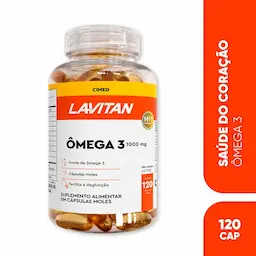 CIMED
LAVITAN
ÔMEGA 3 1000 mg
Fonte de ômega 3
Cápsulas moles
Facilita a deglutição
120
SUPLEMENTO ALIMENTAR
EM CÁPSULAS MOLES
SAÚDE DO CORAÇÃO
ÔMEGA 3
120
CAP